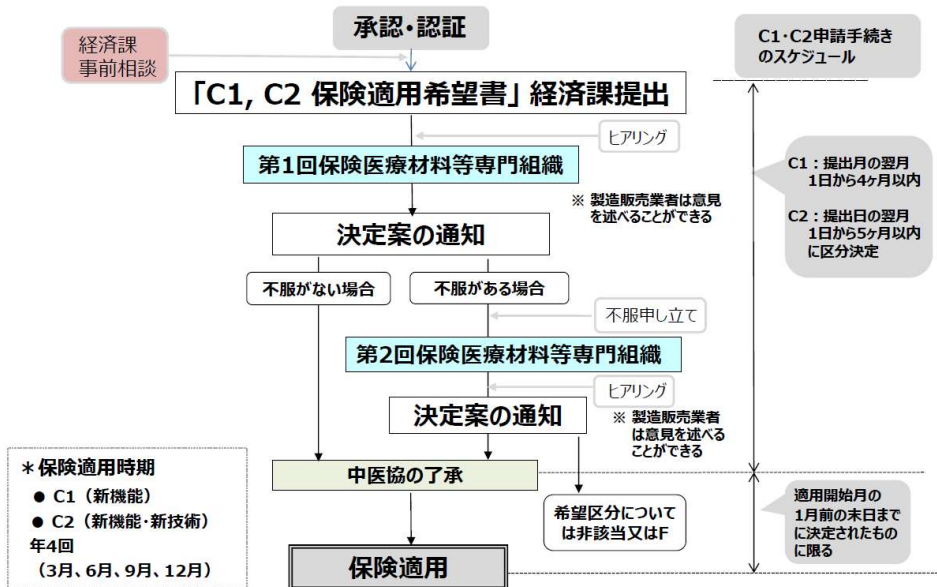 承認・認証
経済課
事前相談
C1・C2申請手続き
のスケジュール
「C1, C2 保険適用希望書」経済課提出
ヒアリング
第1回保険医療材料等専門組織
C1：提出月の翌月
1日から4ヶ月以内
C2：提出日の翌月
1日から5ヶ月以内
に区分決定
※ 製造販売業者は意見
を述べることができる
決定案の通知
不服がない場合
不服がある場合
不服申し立て
第2回保険医療材料等専門組織
ヒアリング
決定案の通知
※ 製造販売業者
は意見を述べる
ことができる
＊保険適用時期
● C1（新機能）
● C2（新機能・新技術）
年4回
（3月、6月、9月、12月）
中医協の了承
希望区分について
は非該当又はF
適用開始月の
1月前の末日まで
に決定されたもの
に限る
保険適用